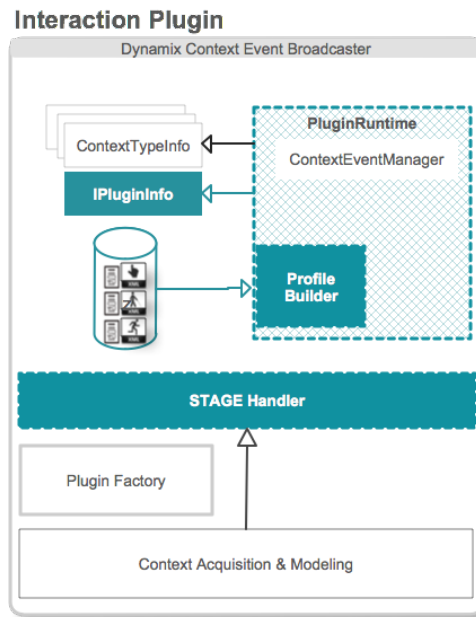 Interaction Plugin
Dynamix Context Event Broadcaster
PluginRuntime
ContextTypeInfo
ContextEventManager
IPluginInfo
Profile
Builder
STAGE Handler
Plugin Factory
Context Acquisition & Modeling